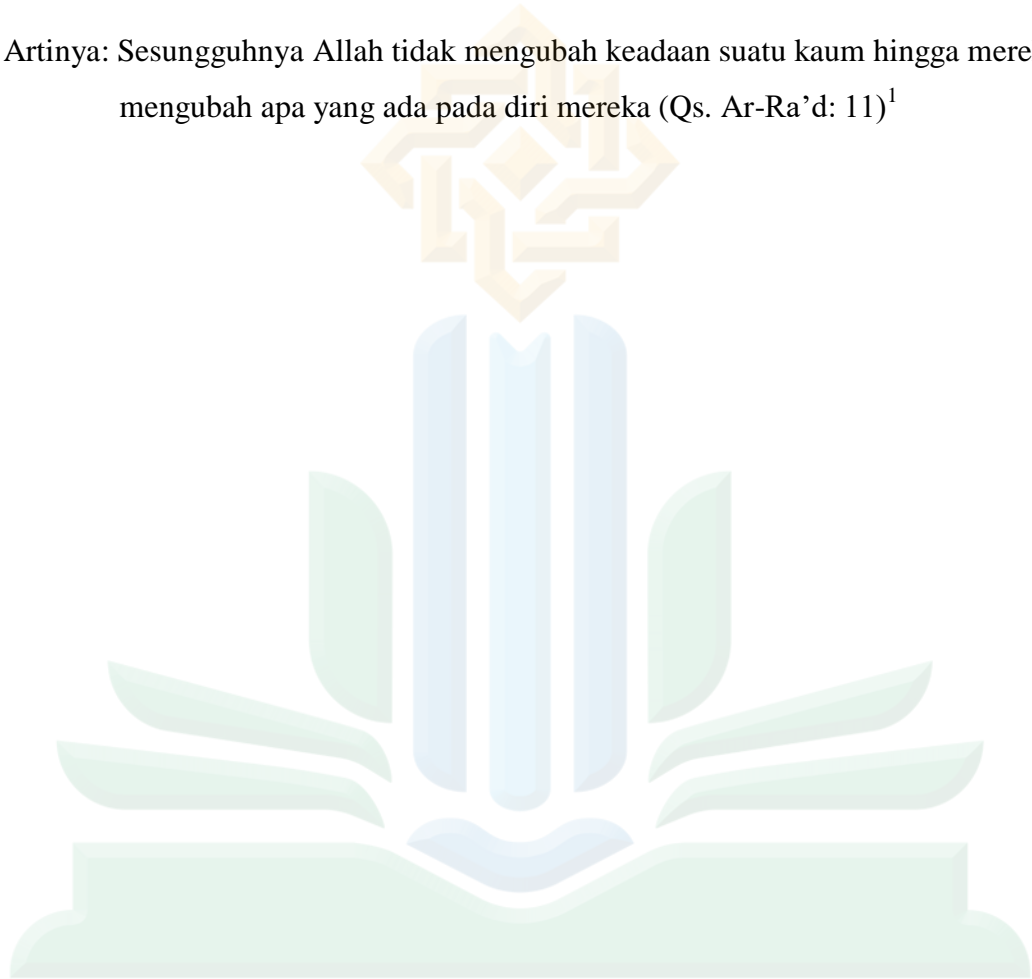 Artinya: Sesungguhnya Allah tidak mengubah keadaan suatu kaum hingga mere
mengubah apa yang ada pada diri mereka (Qs. Ar-Ra’d: 11)1